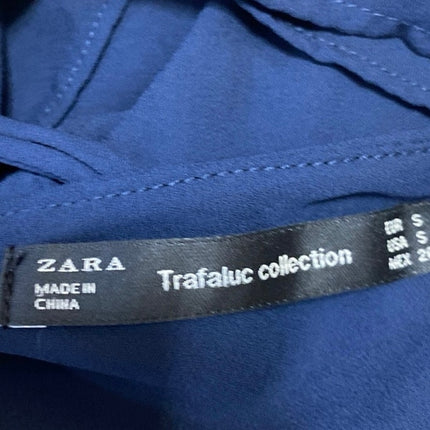 ZARA
MADE IN
CHINA
Trafaluc collection
EUR S
USA S
MEX